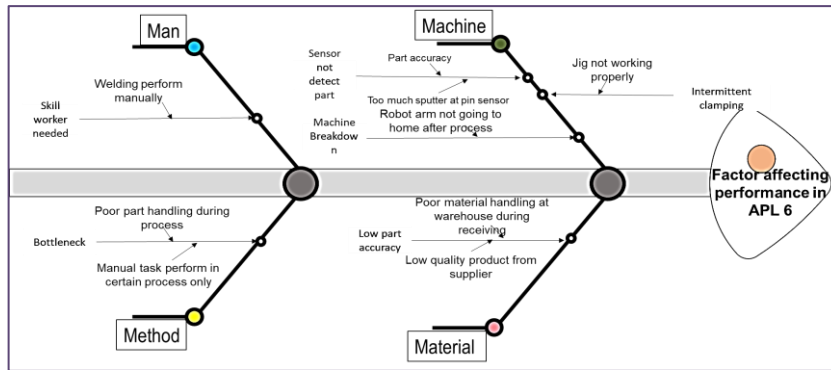 Man
Machine
Sensor
not
detect
part
Part accuracy
Jig not working
properly
Welding perform
manually
Too much sputter at pin sensor
Intermittent
clamping
Skill
worker
needed
Robot arm not going to
home after process
Machine
Breakdow
n
Factor affecting
performance in
APL 6
Poor part handling during
process
Poor material handling at
warehouse during
receiving
Bottleneck
Low part
accuracy
Manual task perform in
certain process only
Low quality product from
supplier
Method
Material